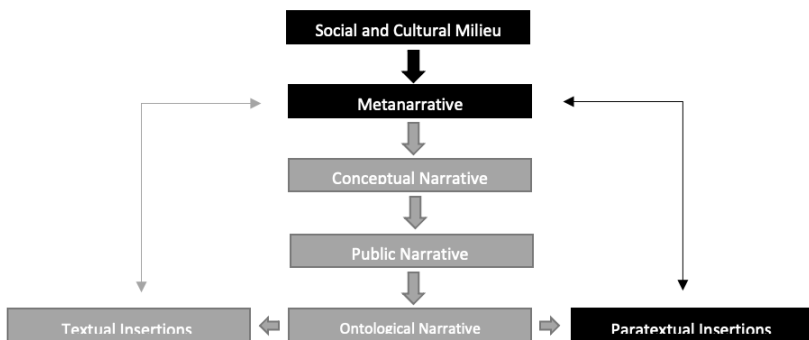 Social and Cultural Milieu
Metanarrative
Conceptual Narrative
Public Narrative
Textual Insertions
Ontological Narrative
Paratextual Insertions